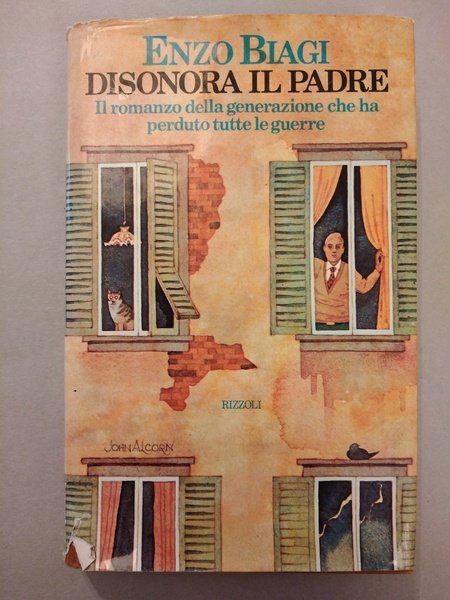 ENZO BIAGI
DISONORA IL PADRE
Il romanzo della generazione che ha
perduto tutte le guerre
RIZZOLI
JOHN ALCORN